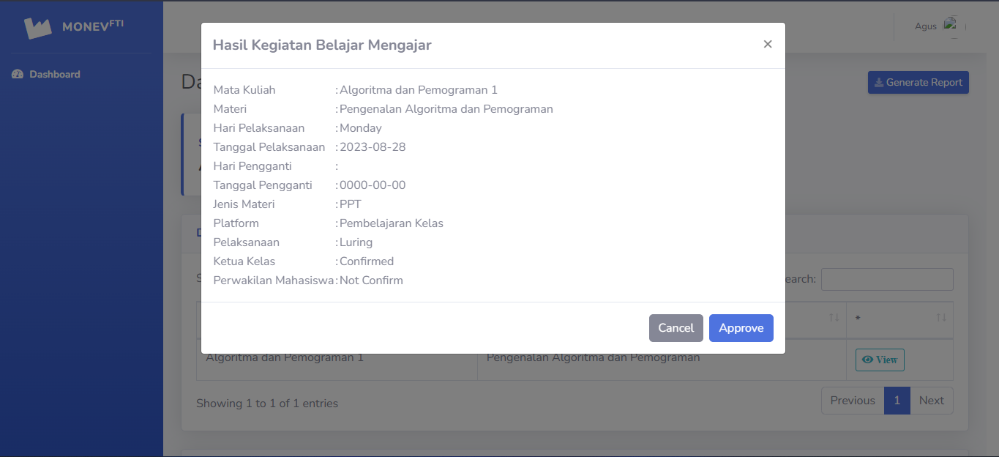 MONEV FTI
Agus
Dashboard
Da
Generate Report
Hasil Kegiatan Belajar Mengajar
×
Mata Kuliah : Algoritma dan Pemograman 1
Materi : Pengenalan Algoritma dan Pemograman
Hari Pelaksanaan : Monday
Tanggal Pelaksanaan : 2023-08-28
Hari Pengganti :
Tanggal Pengganti : 0000-00-00
Jenis Materi : PPT
Platform : Pembelajaran Kelas
Pelaksanaan : Luring
Ketua Kelas : Confirmed
Perwakilan Mahasiswa : Not Confirm
Cancel Approve
earch:
*
Algoritma dan Pemograman 1 Pengenalan Algoritma dan Pemograman View
Showing 1 to 1 of 1 entries
Previous 1 Next